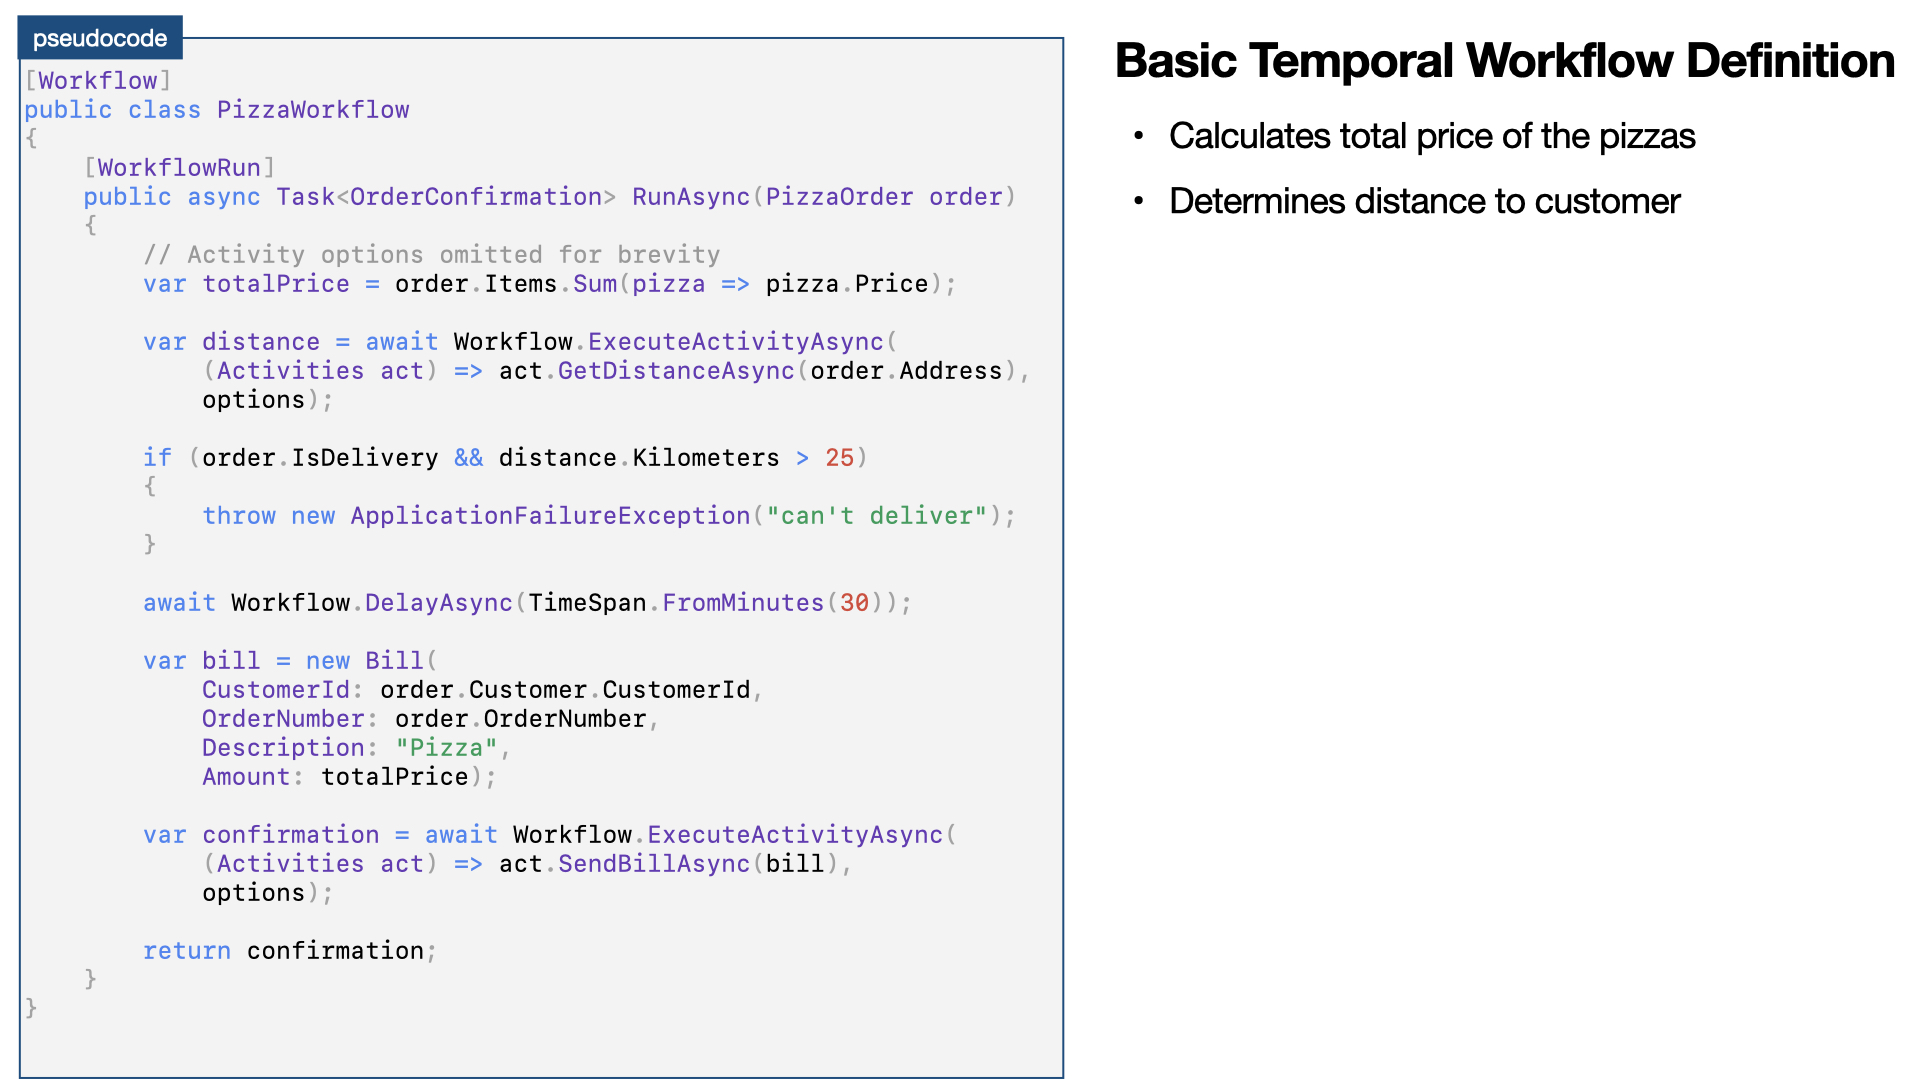 pseudocode
[Workflow]
public class PizzaWorkflow
{
    [WorkflowRun]
    public async Task<OrderConfirmation> RunAsync(PizzaOrder order)
    {
        // Activity options omitted for brevity
        var totalPrice = order.Items.Sum(pizza => pizza.Price);

        var distance = await Workflow.ExecuteActivityAsync(
            (Activities act) => act.GetDistanceAsync(order.Address),
            options);

        if (order.IsDelivery && distance.Kilometers > 25)
        {
            throw new ApplicationFailureException("can't deliver");
        }

        await Workflow.DelayAsync(TimeSpan.FromMinutes(30));

        var bill = new Bill(
            CustomerId: order.Customer.CustomerId,
            OrderNumber: order.OrderNumber,
            Description: "Pizza",
            Amount: totalPrice);

        var confirmation = await Workflow.ExecuteActivityAsync(
            (Activities act) => act.SendBillAsync(bill),
            options);

        return confirmation;
    }
}
Basic Temporal Workflow Definition
• Calculates total price of the pizzas
• Determines distance to customer